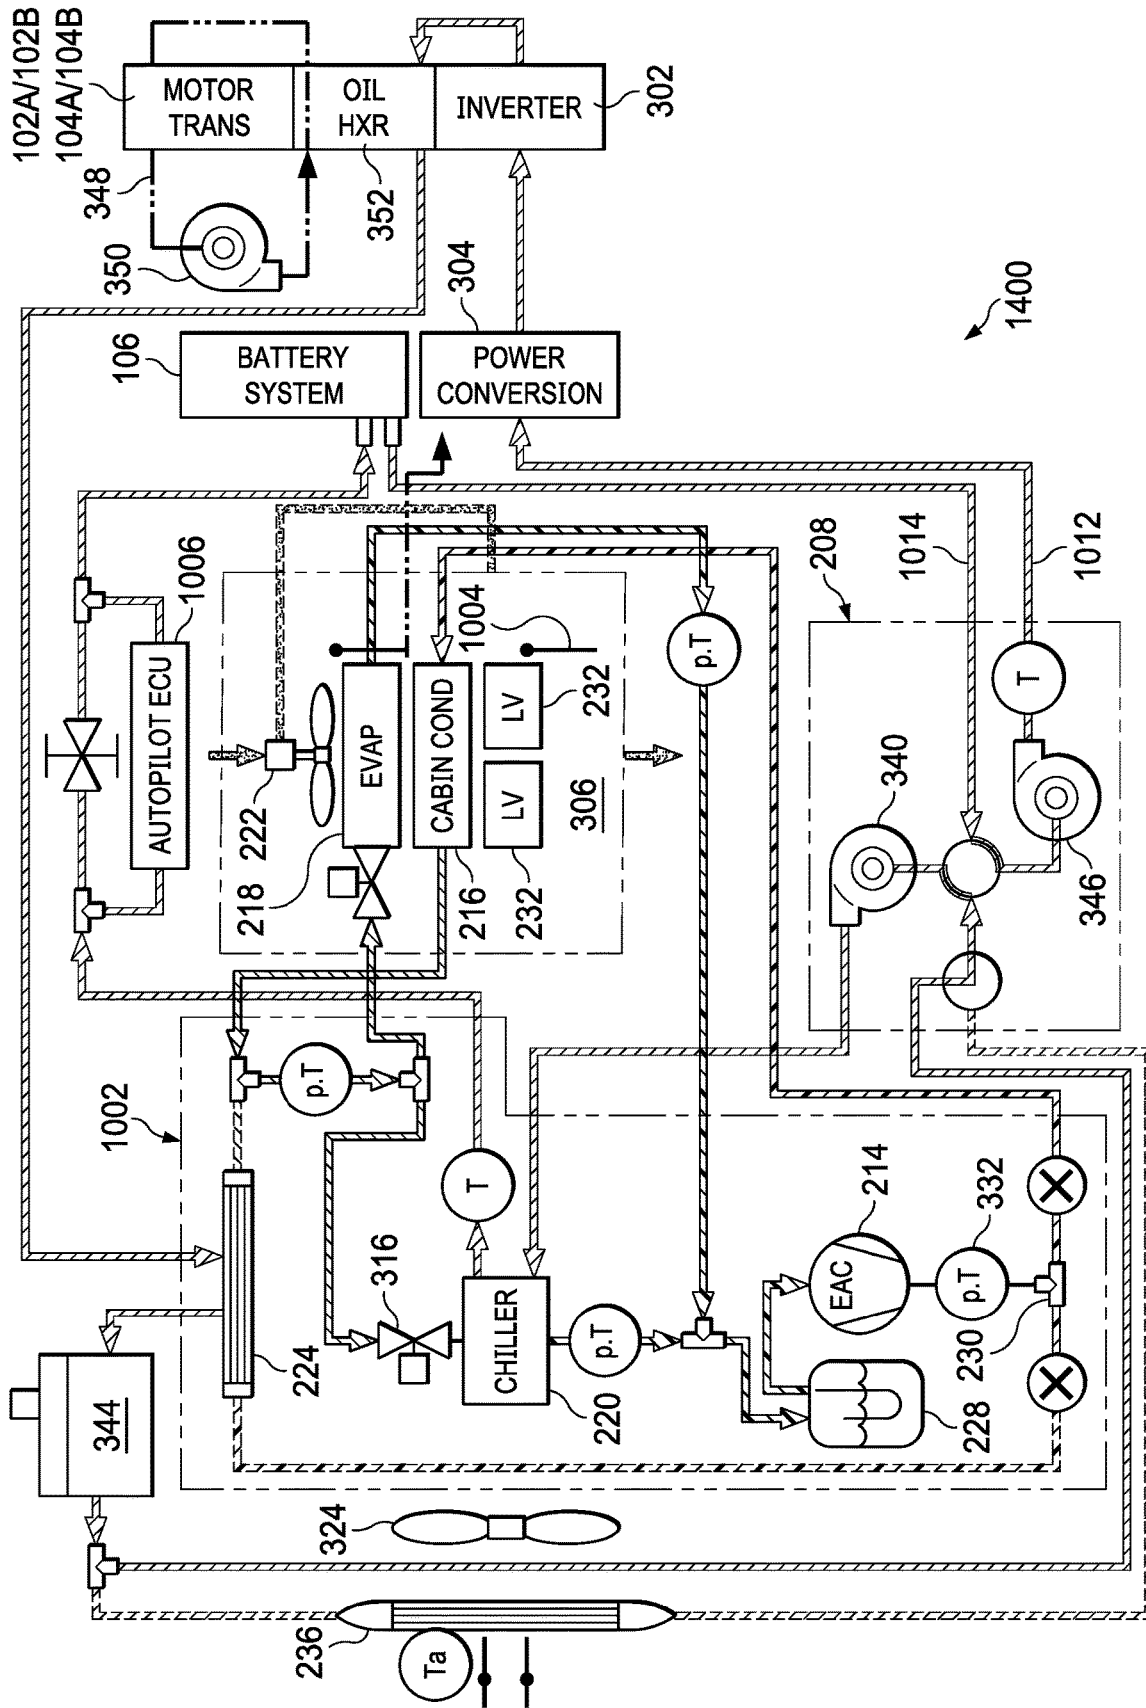 102A/102B
104A/104B
MOTOR
TRANS
OIL
HXR
INVERTER
302
348
350
352
304
106
BATTERY
SYSTEM
POWER
CONVERSION
1400
1006
AUTOPILOT ECU
222
218
EVAP
CABIN COND
216
LV
LV
232
232
306
1004
p.T
208
1014
1012
T
340
346
1002
p.T
T
316
CHILLER
220
p.T
224
EAC
214
p.T
332
230
228
344
324
236
Ta